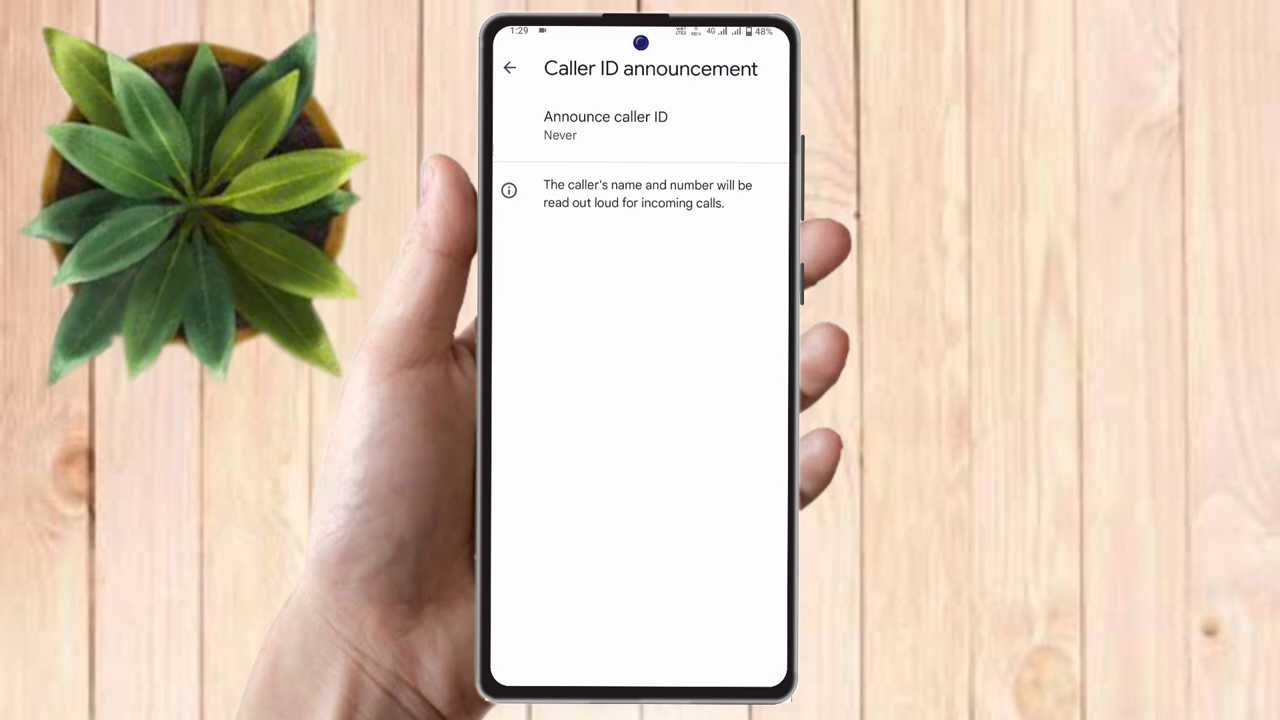 1:29 4G 48%
Caller ID announcement
Announce caller ID
Never
The caller's name and number will be
read out loud for incoming calls.